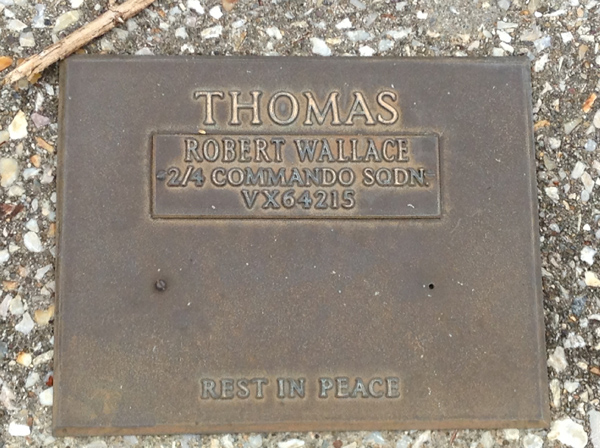 THOMAS
ROBERT WALLACE
2/4 COMMANDO SQDN.
VX64215
REST IN PEACE